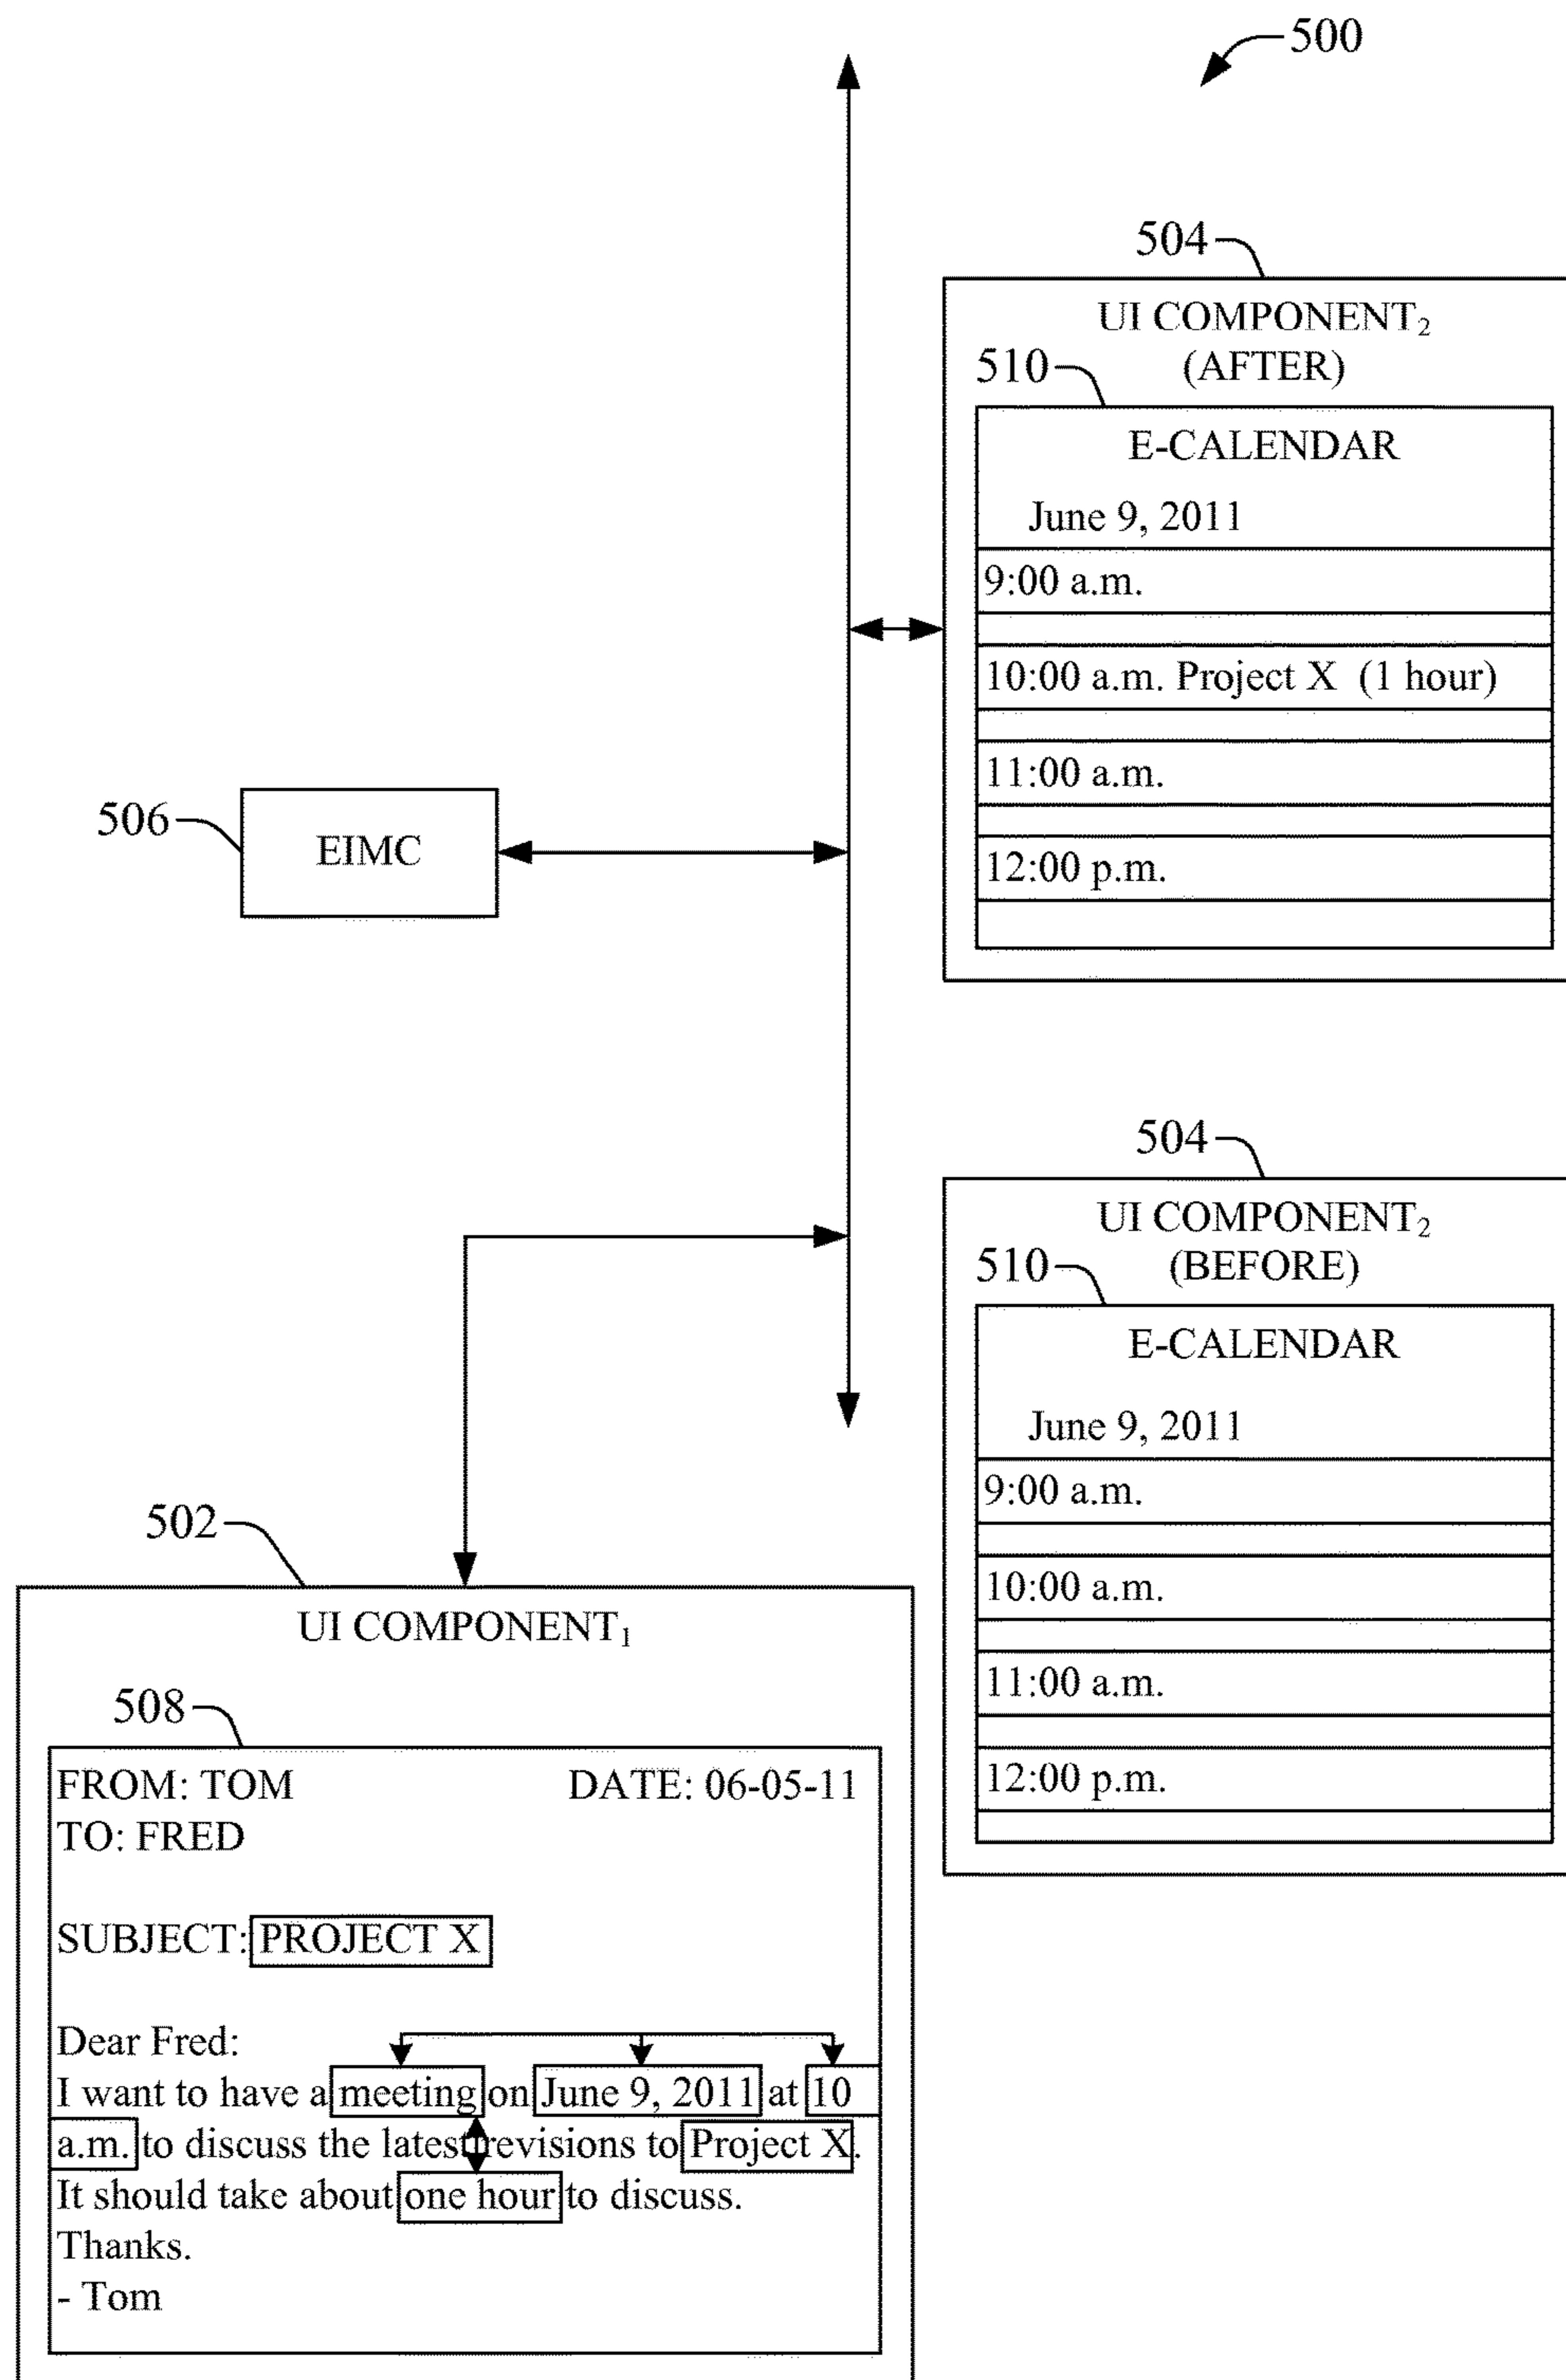 500
504
UI COMPONENT₂
(AFTER)
510
E-CALENDAR
June 9, 2011
9:00 a.m.
10:00 a.m. Project X (1 hour)
11:00 a.m.
12:00 p.m.
506
EIMC
504
UI COMPONENT₂
(BEFORE)
510
E-CALENDAR
June 9, 2011
9:00 a.m.
10:00 a.m.
11:00 a.m.
12:00 p.m.
502
UI COMPONENT₁
508
FROM: TOM DATE: 06-05-11
TO: FRED
SUBJECT: PROJECT X
Dear Fred:
I want to have a meeting on June 9, 2011 at 10
a.m. to discuss the latest revisions to Project X.
It should take about one hour to discuss.
Thanks.
- Tom